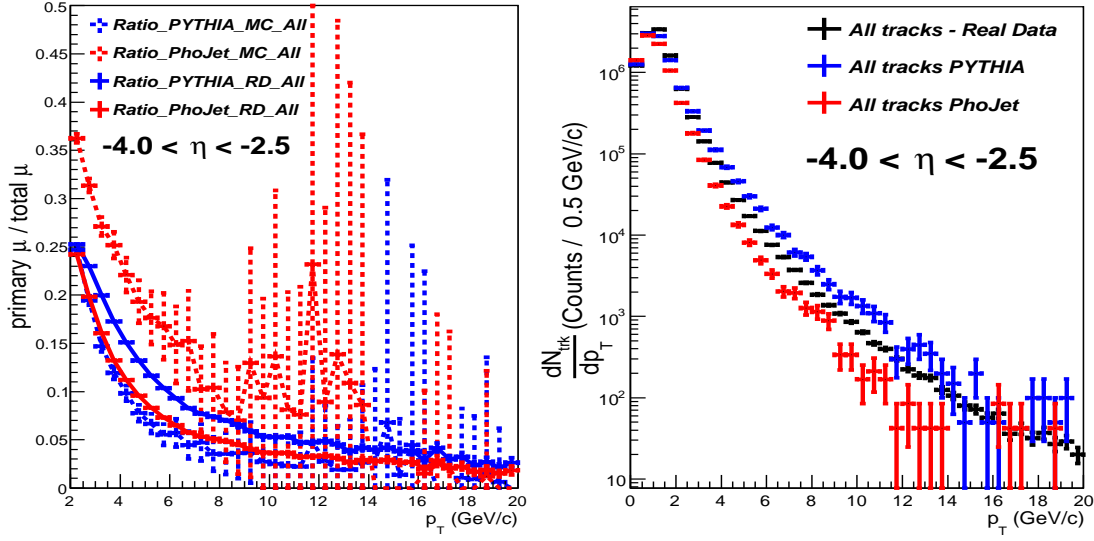 primary μ / total μ
0.5
0.45
0.4
0.35
0.3
0.25
0.2
0.15
0.1
0.05
0
Ratio_PYTHIA_MC_All
Ratio_PhoJet_MC_All
Ratio_PYTHIA_RD_All
Ratio_PhoJet_RD_All
-4.0 < η < -2.5
2 4 6 8 10 12 14 16 18 20
p_T (GeV/c)
dN_trk/dp_T (Counts / 0.5 GeV/c)
10^6
10^5
10^4
10^3
10^2
10
All tracks - Real Data
All tracks PYTHIA
All tracks PhoJet
-4.0 < η < -2.5
0 2 4 6 8 10 12 14 16 18 20
p_T (GeV/c)